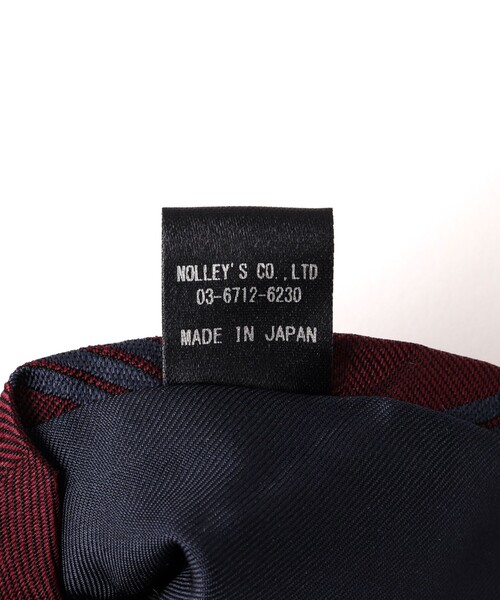 NOLLEY'S CO.,LTD
03-6712-6230
MADE IN JAPAN